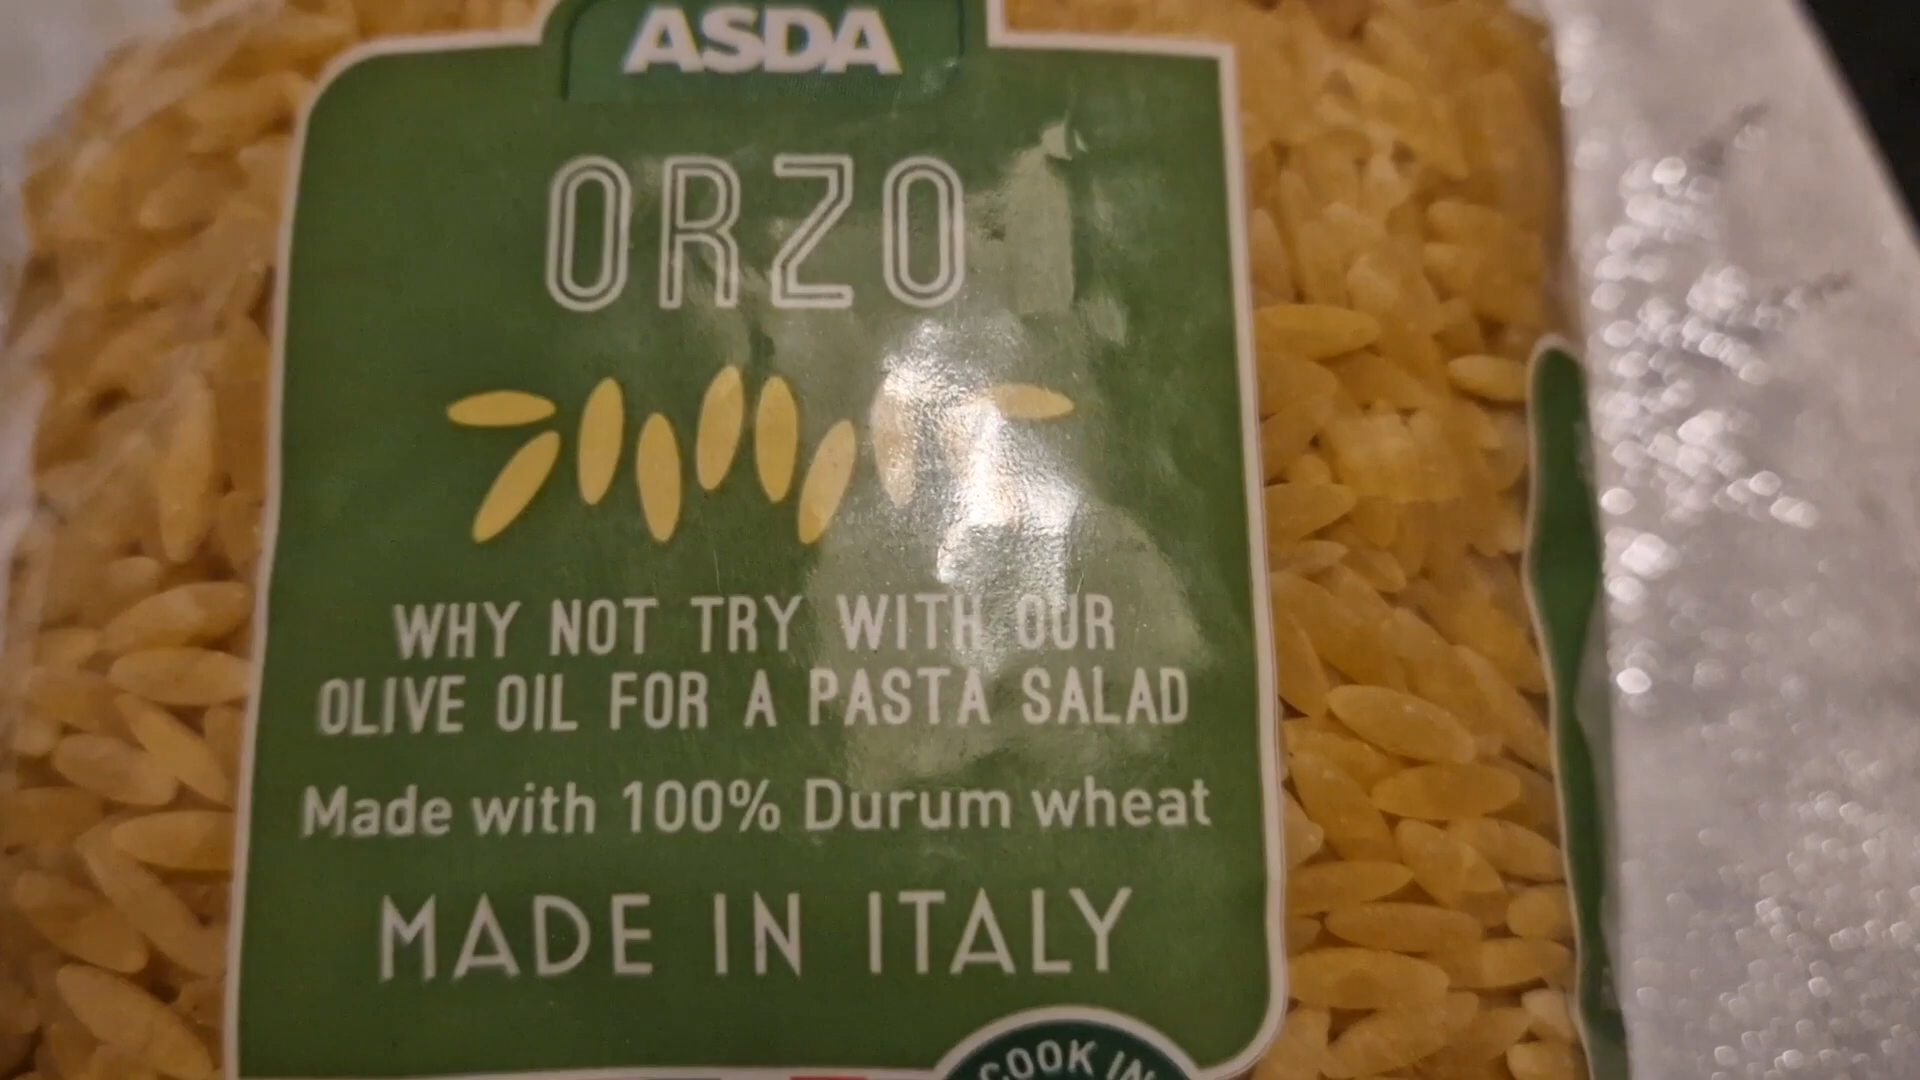 ASDA
ORZO
WHY NOT TRY WITH OUR
OLIVE OIL FOR A PASTA SALAD
Made with 100% Durum wheat
MADE IN ITALY
COOK IN